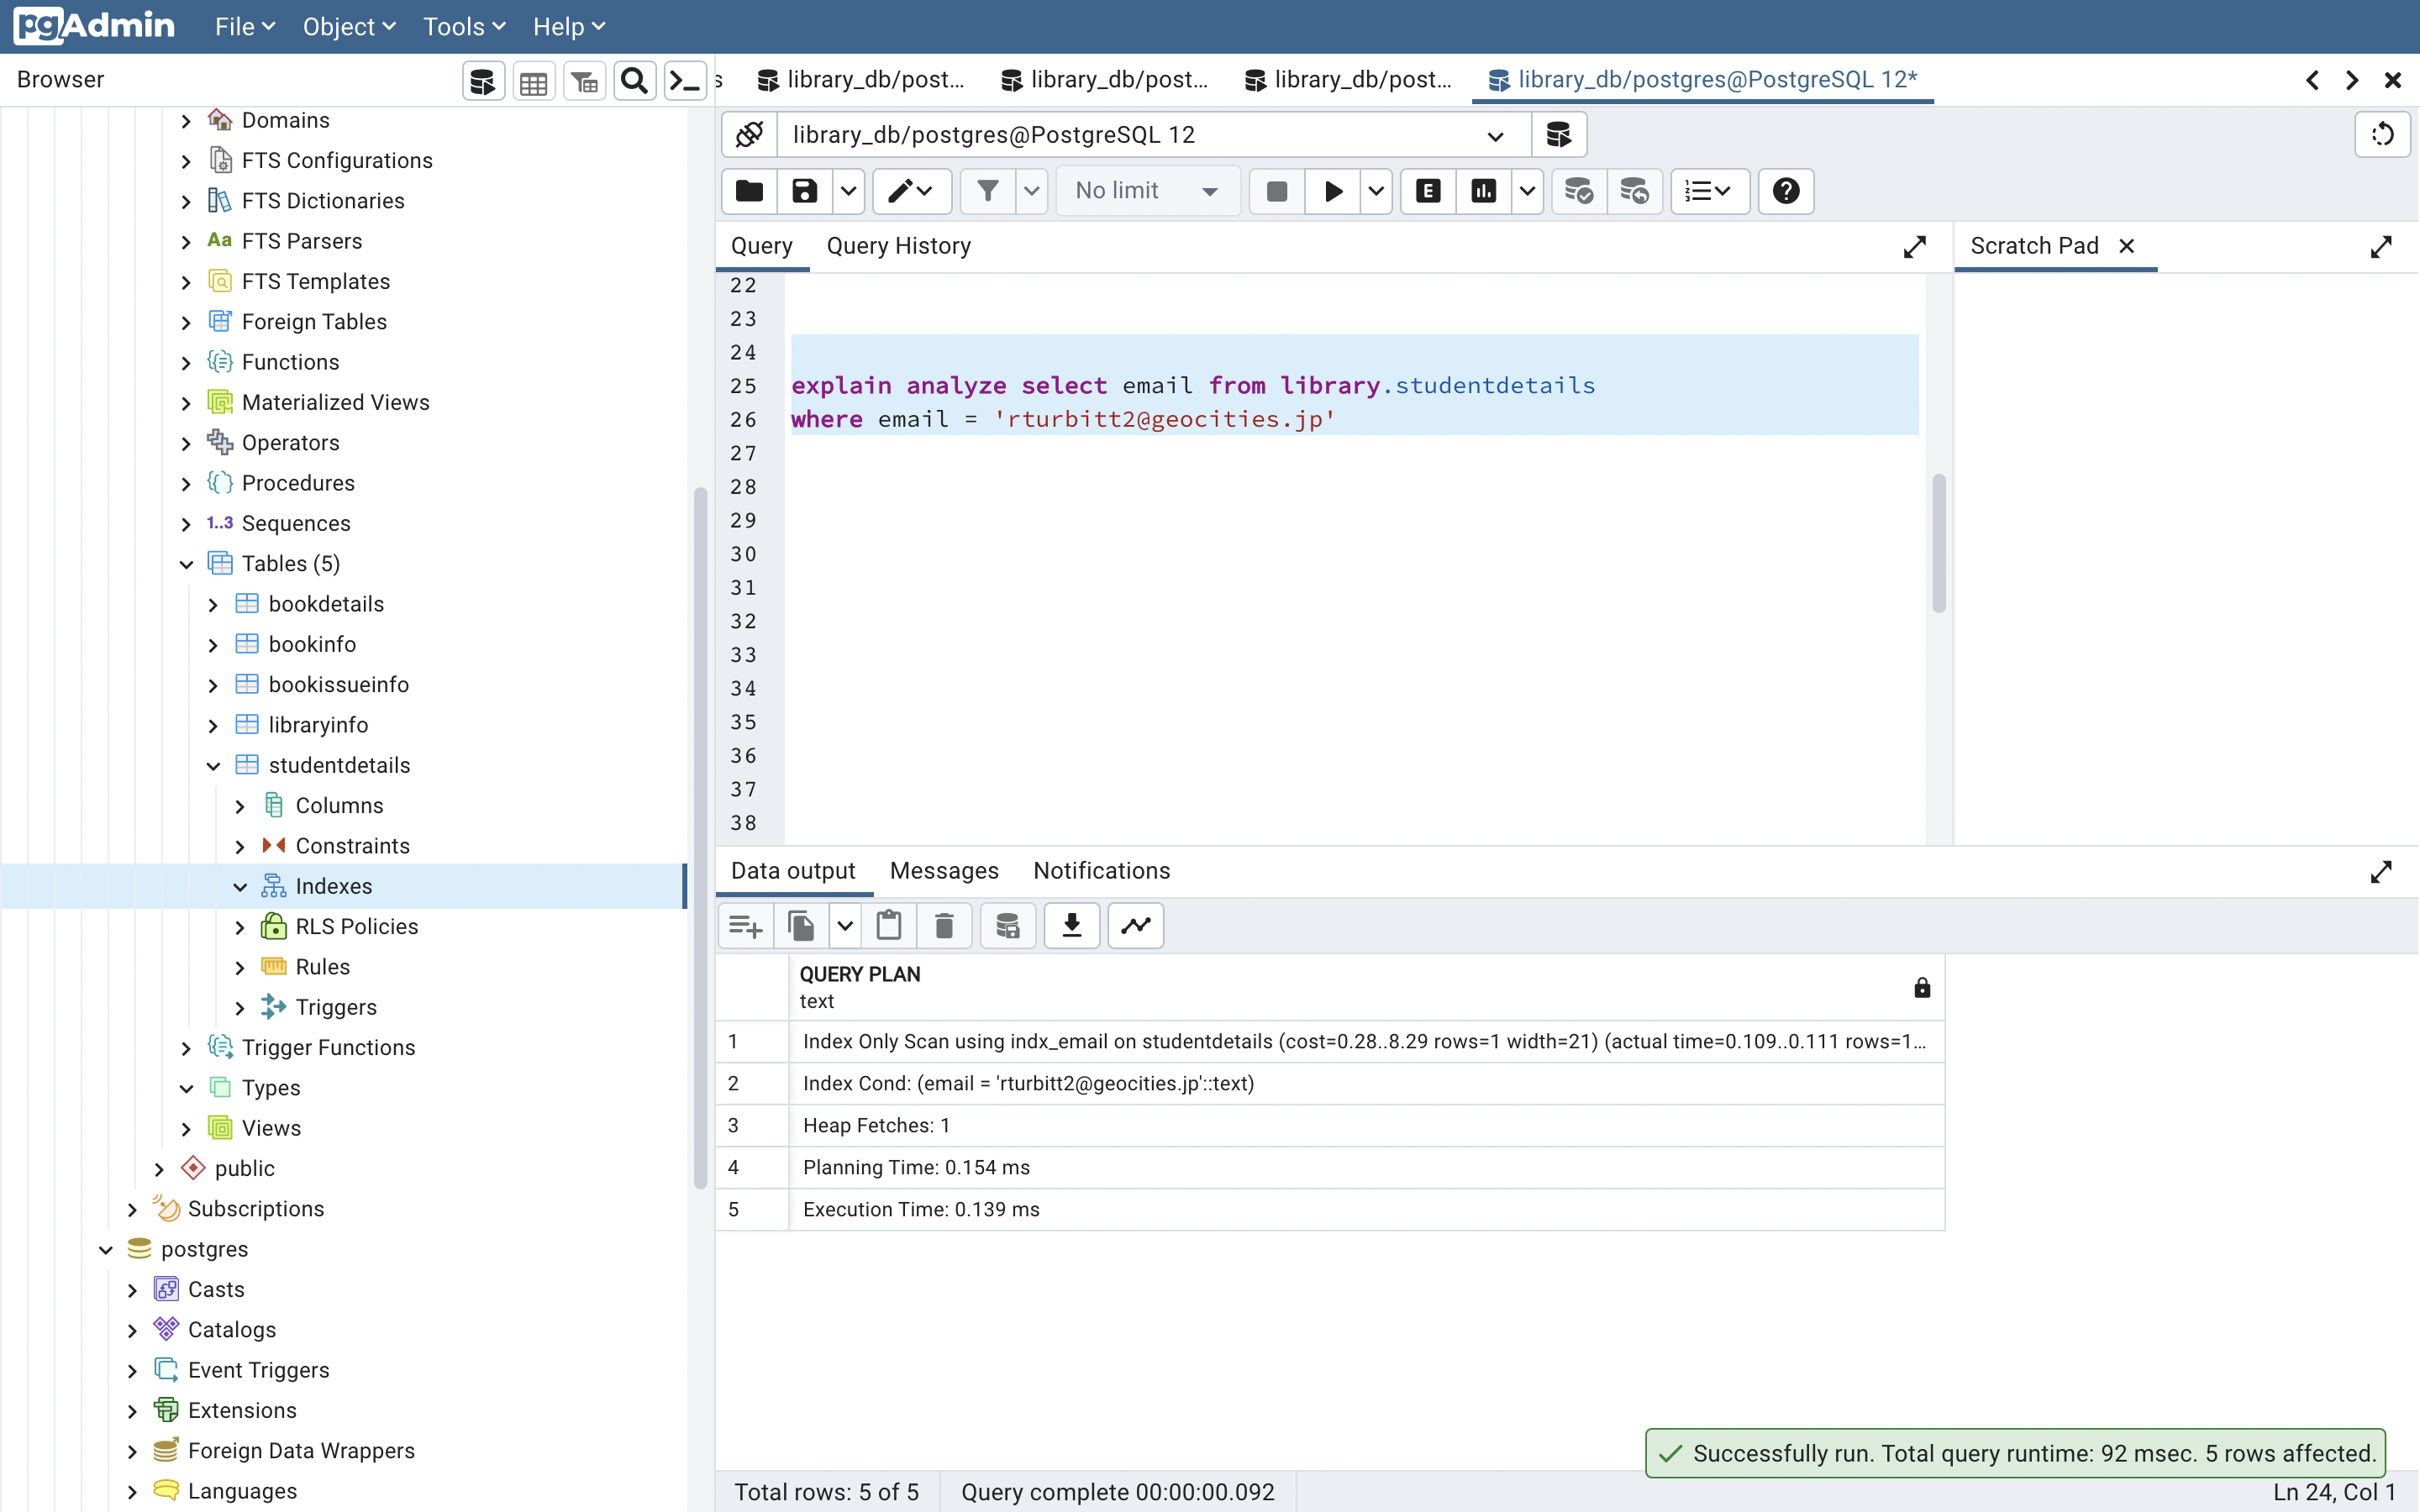 pgAdmin File Object Tools Help
Browser
s library_db/post... library_db/post... library_db/post... library_db/postgres@PostgreSQL 12*
library_db/postgres@PostgreSQL 12
No limit
E
Query Query History
Scratch Pad
Domains
FTS Configurations
FTS Dictionaries
Aa FTS Parsers
FTS Templates
Foreign Tables
Functions
Materialized Views
Operators
Procedures
1..3 Sequences
Tables (5)
bookdetails
bookinfo
bookissueinfo
libraryinfo
studentdetails
Columns
Constraints
Indexes
RLS Policies
Rules
Triggers
Trigger Functions
Types
Views
public
Subscriptions
postgres
Casts
Catalogs
Event Triggers
Extensions
Foreign Data Wrappers
Languages
22
23
24
25 explain analyze select email from library.studentdetails
26 where email = 'rturbitt2@geocities.jp'
27
28
29
30
31
32
33
34
35
36
37
38
Data output Messages Notifications
QUERY PLAN
text
1 Index Only Scan using indx_email on studentdetails (cost=0.28..8.29 rows=1 width=21) (actual time=0.109..0.111 rows=1...
2 Index Cond: (email = 'rturbitt2@geocities.jp'::text)
3 Heap Fetches: 1
4 Planning Time: 0.154 ms
5 Execution Time: 0.139 ms
Successfully run. Total query runtime: 92 msec. 5 rows affected.
Total rows: 5 of 5 Query complete 00:00:00.092 Ln 24, Col 1